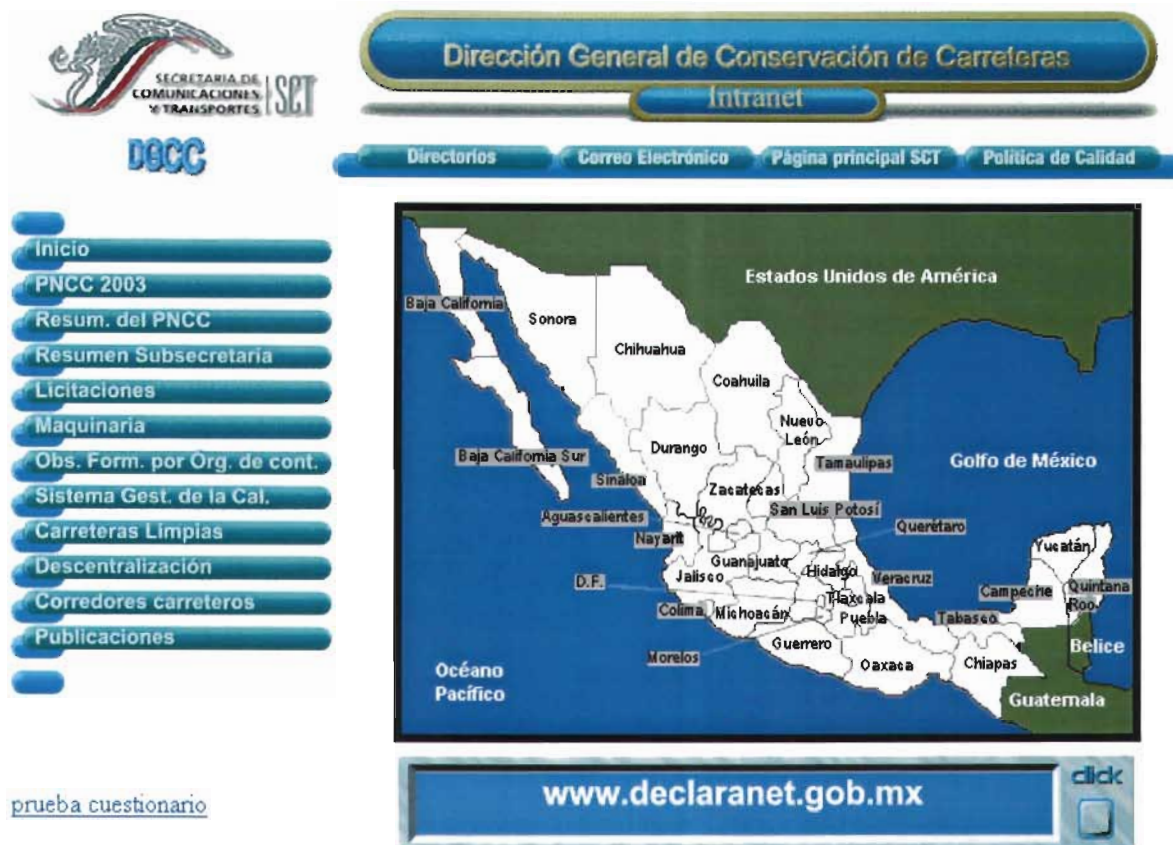 SECRETARIA DE
COMUNICACIONES
Y TRANSPORTES
SCT
DGCC
Dirección General de Conservación de Carreteras
Intranet
Directorios
Correo Electrónico
Página principal SCT
Política de Calidad
Inicio
PNCC 2003
Resum. del PNCC
Resumen Subsecretaría
Licitaciones
Maquinaria
Obs. Form. por Órg. de cont.
Sistema Gest. de la Cal.
Carreteras Limpias
Descentralización
Corredores carreteros
Publicaciones
prueba cuestionario
Estados Unidos de América
Baja California
Sonora
Chihuahua
Coahuila
Nuevo
León
Durango
Baja California Sur
Tamaulipas
Golfo de México
Sinaloa
Zacatecas
San Luis Potosí
Aguascalientes
Querétaro
Nayarit
Yucatán
Guanajuato
Hidalgo
Jalisco
D.F.
Veracruz
Campeche
Quintana
Roo
Tlaxcala
Colima
Michoacán
Puebla
Tabasco
Guerrero
Morelos
Oaxaca
Chiapas
Belice
Océano
Pacífico
Guatemala
www.declaranet.gob.mx
click